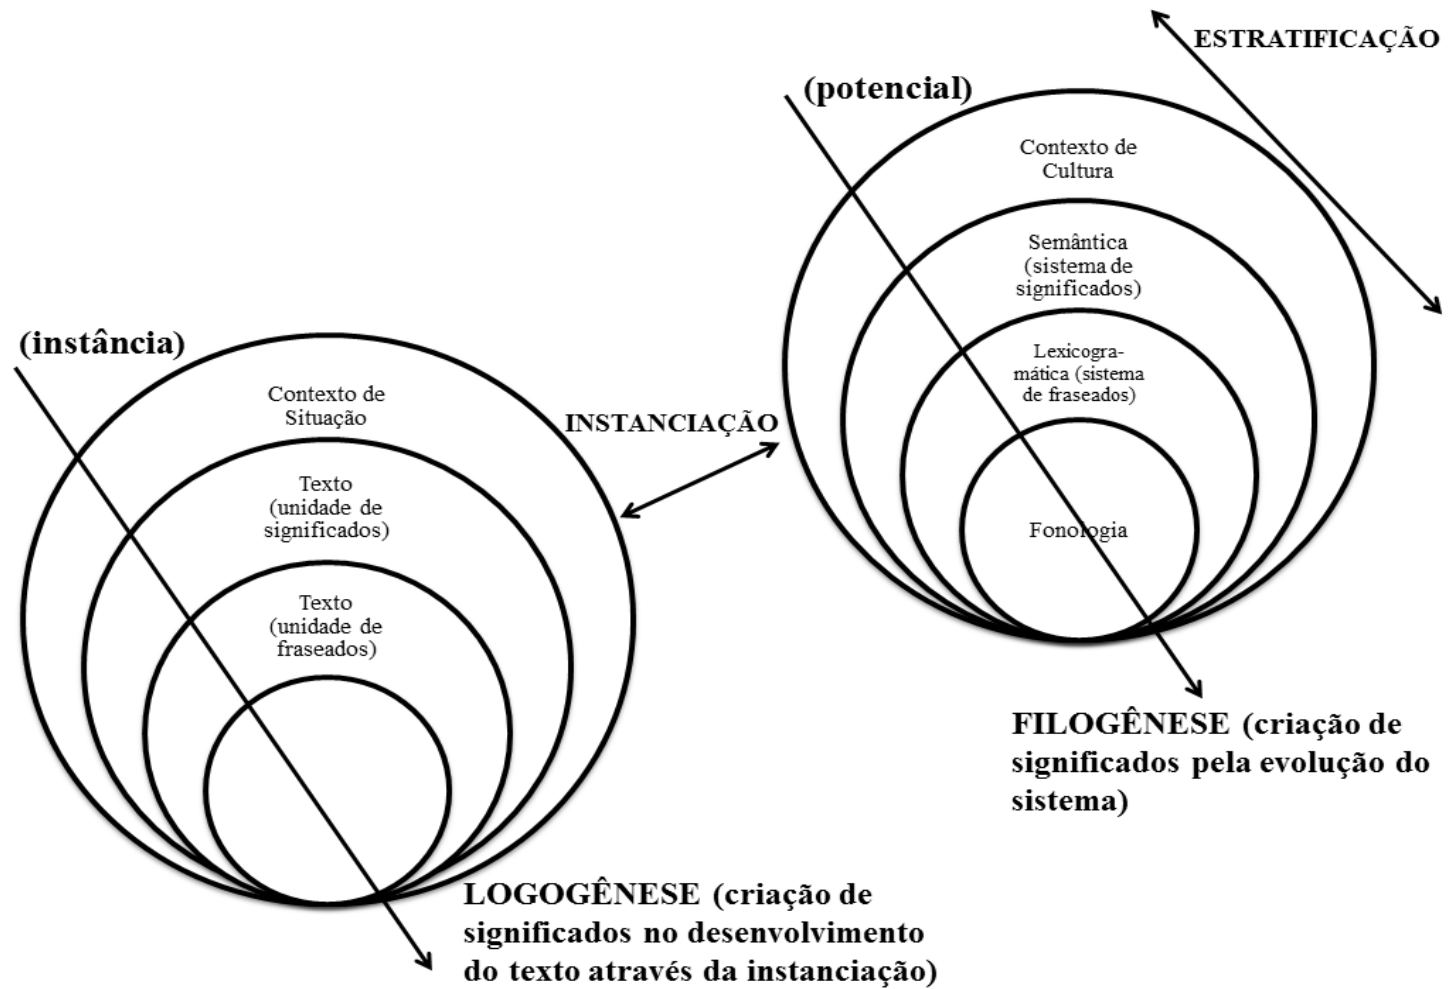 ESTRATIFICAÇÃO
(potencial)
Contexto de
Cultura
Semântica
(sistema de
significados)
Lexicogra-
mática (sistema
de fraseados)
Fonologia
FILOGÊNESE (criação de
significados pela evolução do
sistema)
INSTANCIAÇÃO
(instância)
Contexto de
Situação
Texto
(unidade de
significados)
Texto
(unidade de
fraseados)
LOGOGÊNESE (criação de
significados no desenvolvimento
do texto através da instanciação)